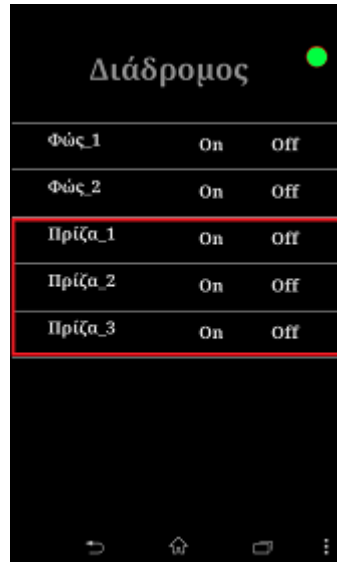 Διάδρομος
Φώς_1 On Off
Φώς_2 On Off
Πρίζα_1 On Off
Πρίζα_2 On Off
Πρίζα_3 On Off